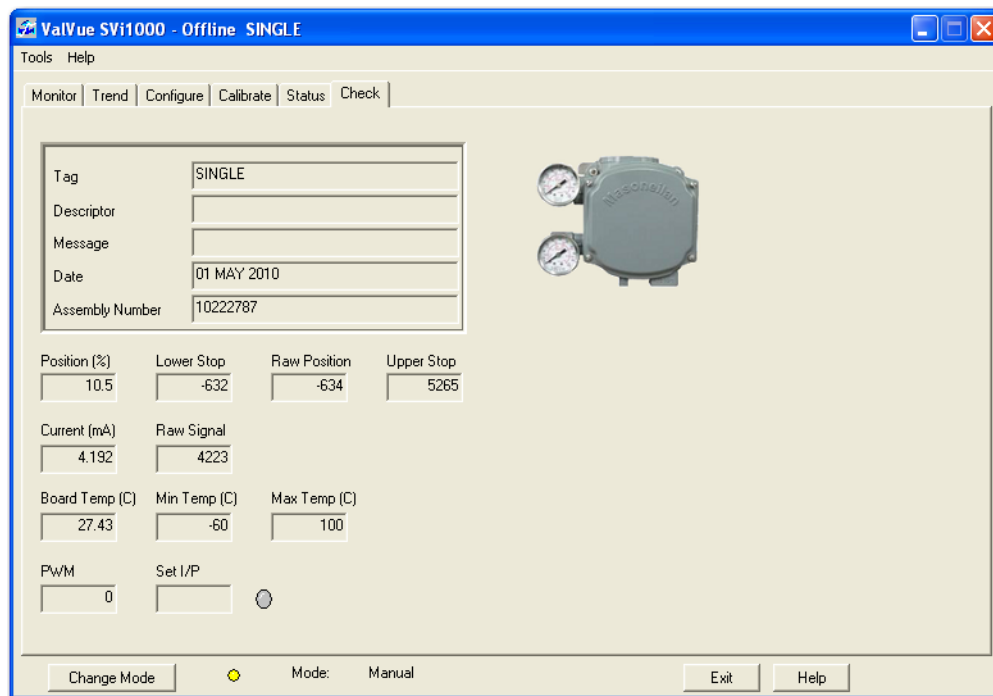 ValVue SVi1000 - Offline SINGLE
Tools Help
Monitor Trend Configure Calibrate Status Check
Tag SINGLE
Descriptor
Message
Date 01 MAY 2010
Assembly Number 10222787
Masoneilan
Position (%) Lower Stop Raw Position Upper Stop
10.5 -632 -634 5265
Current (mA) Raw Signal
4.192 4223
Board Temp (C) Min Temp (C) Max Temp (C)
27.43 -60 100
PWM Set I/P
0
Change Mode Mode: Manual Exit Help